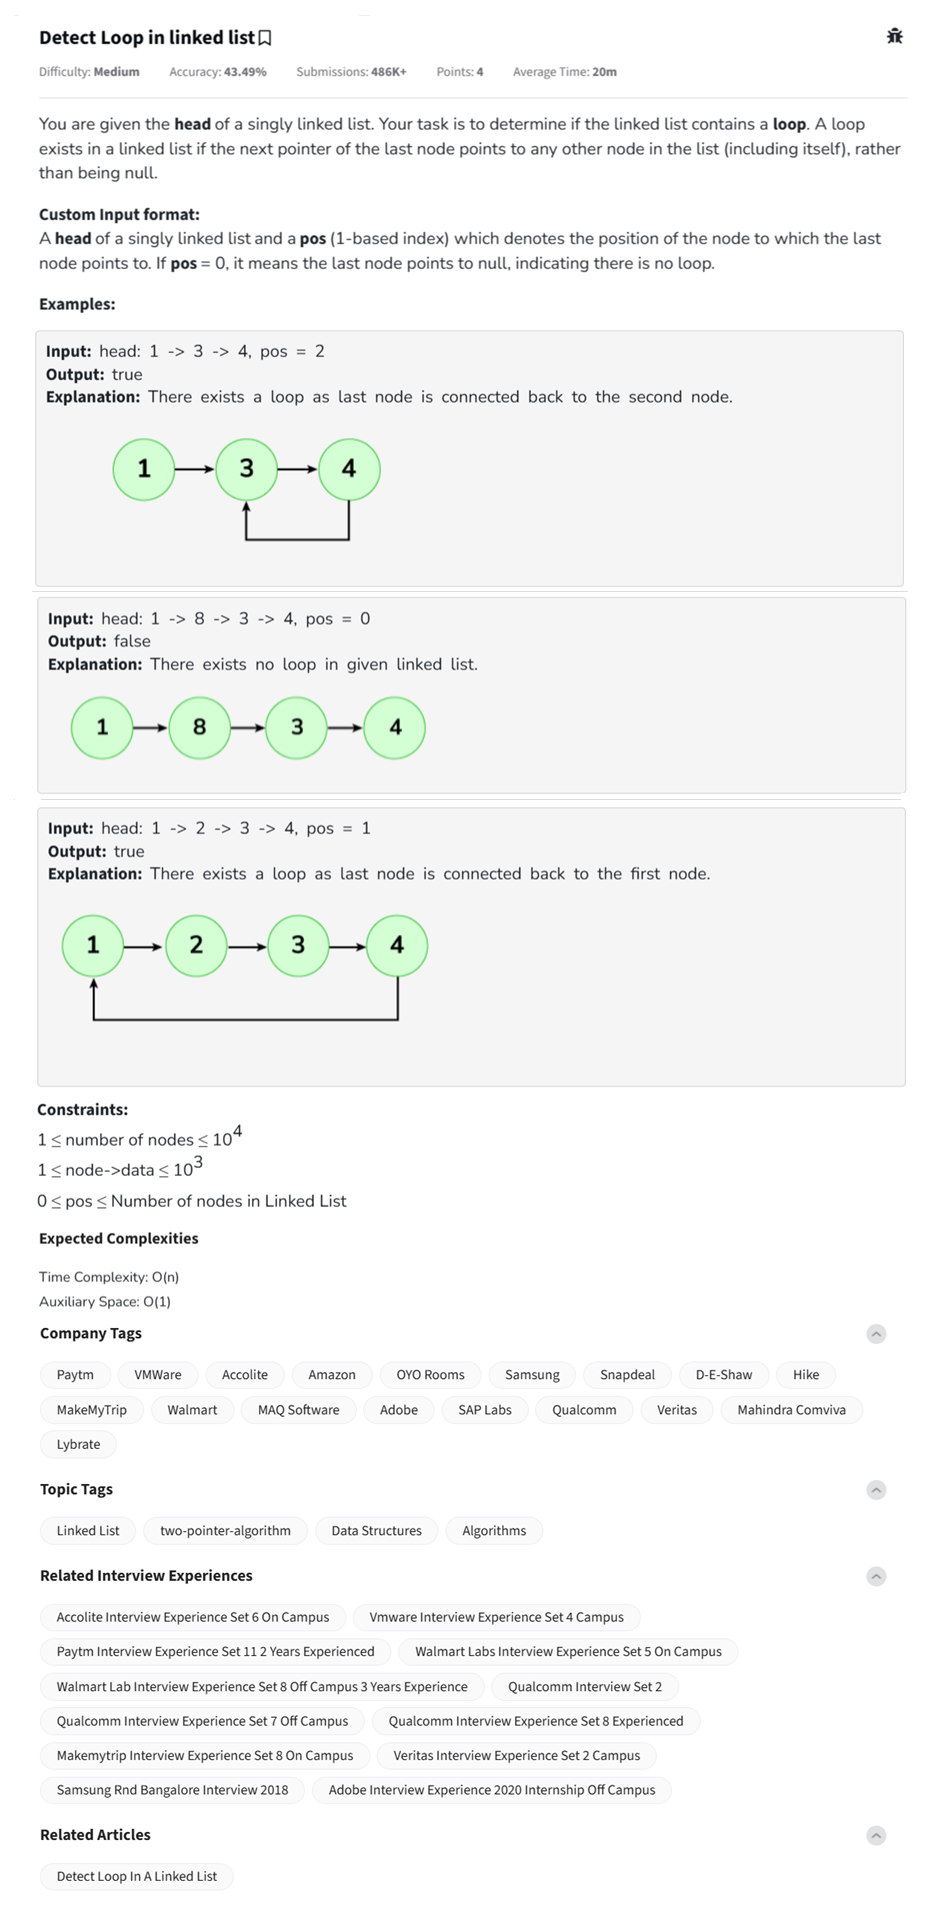 Detect Loop in linked list
Difficulty: Medium Accuracy: 43.49% Submissions: 486K+ Points: 4 Average Time: 20m
You are given the head of a singly linked list. Your task is to determine if the linked list contains a loop. A loop
exists in a linked list if the next pointer of the last node points to any other node in the list (including itself), rather
than being null.
Custom Input format:
A head of a singly linked list and a pos (1-based index) which denotes the position of the node to which the last
node points to. If pos = 0, it means the last node points to null, indicating there is no loop.
Examples:
Input: head: 1 -> 3 -> 4, pos = 2
Output: true
Explanation: There exists a loop as last node is connected back to the second node.
1 3 4
Input: head: 1 -> 8 -> 3 -> 4, pos = 0
Output: false
Explanation: There exists no loop in given linked list.
1 8 3 4
Input: head: 1 -> 2 -> 3 -> 4, pos = 1
Output: true
Explanation: There exists a loop as last node is connected back to the first node.
1 2 3 4
Constraints:
1 ≤ number of nodes ≤ 10⁴
1 ≤ node->data ≤ 10³
0 ≤ pos ≤ Number of nodes in Linked List
Expected Complexities
Time Complexity: O(n)
Auxiliary Space: O(1)
Company Tags
Paytm VMWare Accolite Amazon OYO Rooms Samsung Snapdeal D-E-Shaw Hike
MakeMyTrip Walmart MAQ Software Adobe SAP Labs Qualcomm Veritas Mahindra Comviva
Lybrate
Topic Tags
Linked List two-pointer-algorithm Data Structures Algorithms
Related Interview Experiences
Accolite Interview Experience Set 6 On Campus Vmware Interview Experience Set 4 Campus
Paytm Interview Experience Set 11 2 Years Experienced Walmart Labs Interview Experience Set 5 On Campus
Walmart Lab Interview Experience Set 8 Off Campus 3 Years Experience Qualcomm Interview Set 2
Qualcomm Interview Experience Set 7 Off Campus Qualcomm Interview Experience Set 8 Experienced
Makemytrip Interview Experience Set 8 On Campus Veritas Interview Experience Set 2 Campus
Samsung Rnd Bangalore Interview 2018 Adobe Interview Experience 2020 Internship Off Campus
Related Articles
Detect Loop In A Linked List